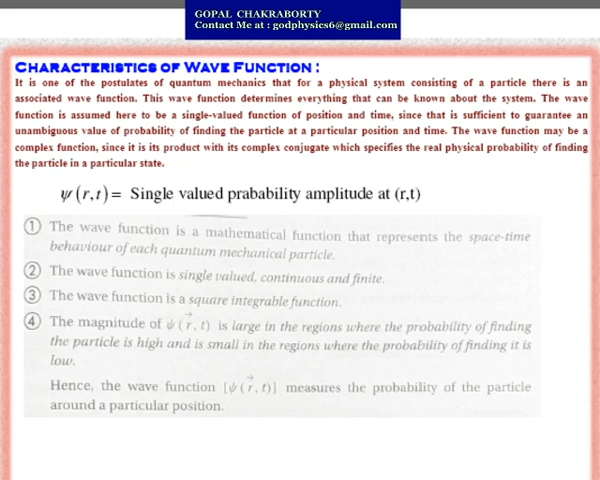 GOPAL CHAKRABORTY
Contact Me at : godphysics6@gmail.com
CHARACTERISTICS OF WAVE FUNCTION :
It is one of the postulates of quantum mechanics that for a physical system consisting of a particle there is an
associated wave function. This wave function determines everything that can be known about the system. The wave
function is assumed here to be a single-valued function of position and time, since that is sufficient to guarantee an
unambiguous value of probability of finding the particle at a particular position and time. The wave function may be a
complex function, since it is its product with its complex conjugate which specifies the real physical probability of finding
the particle in a particular state.
ψ(r,t)= Single valued prabability amplitude at (r,t)
① The wave function is a mathematical function that represents the space-time
behaviour of each quantum mechanical particle.
② The wave function is single valued, continuous and finite.
③ The wave function is a square integrable function.
④ The magnitude of ψ(r⃗, t) is large in the regions where the probability of finding
the particle is high and is small in the regions where the probability of finding it is
low.
Hence, the wave function [ψ(r⃗, t)] measures the probability of the particle
around a particular position.